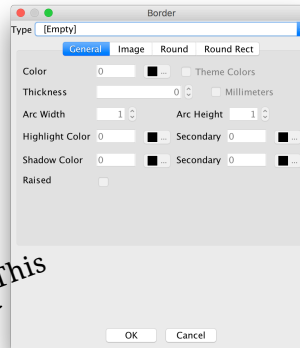 Border
Type [Empty]
General Image Round Round Rect
Color 0 ... Theme Colors
Thickness 0 Millimeters
Arc Width 1 Arc Height 1
Highlight Color 0 ... Secondary 0 ...
Shadow Color 0 ... Secondary 0 ...
Raised
This
OK Cancel